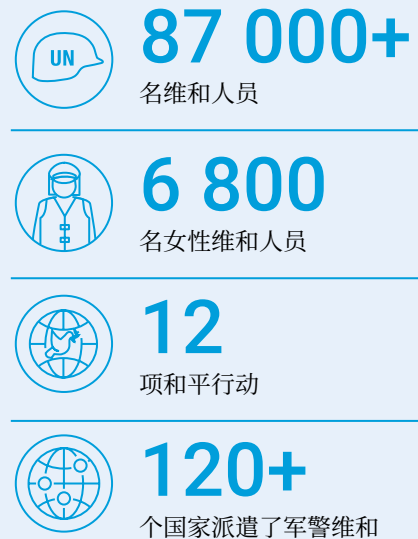 UN
87 000+
名维和人员
6 800
名女性维和人员
12
项和平行动
120+
个国家派遣了军警维和